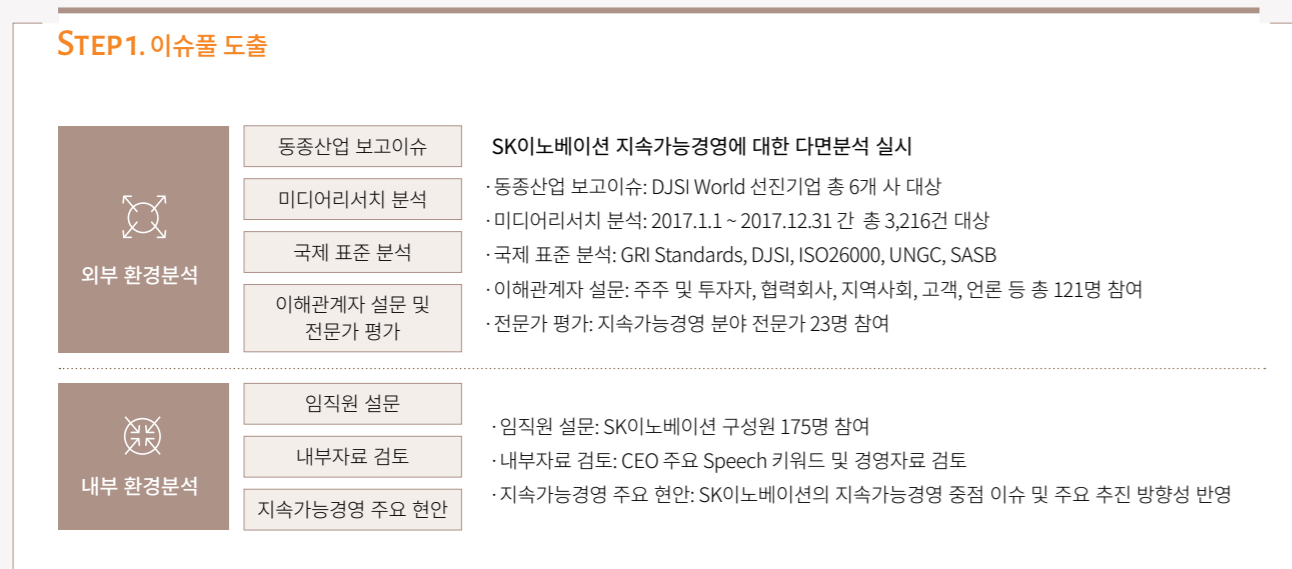 STEP1. 이슈풀 도출
외부 환경분석
동종산업 보고이슈
미디어리서치 분석
국제 표준 분석
이해관계자 설문 및
전문가 평가
SK이노베이션 지속가능경영에 대한 다면분석 실시
·동종산업 보고이슈: DJSI World 선진기업 총 6개 사 대상
·미디어리서치 분석: 2017.1.1 ~ 2017.12.31 간 총 3,216건 대상
·국제 표준 분석: GRI Standards, DJSI, ISO26000, UNGC, SASB
·이해관계자 설문: 주주 및 투자자, 협력회사, 지역사회, 고객, 언론 등 총 121명 참여
·전문가 평가: 지속가능경영 분야 전문가 23명 참여
내부 환경분석
임직원 설문
내부자료 검토
지속가능경영 주요 현안
·임직원 설문: SK이노베이션 구성원 175명 참여
·내부자료 검토: CEO 주요 Speech 키워드 및 경영자료 검토
·지속가능경영 주요 현안: SK이노베이션의 지속가능경영 중점 이슈 및 주요 추진 방향성 반영